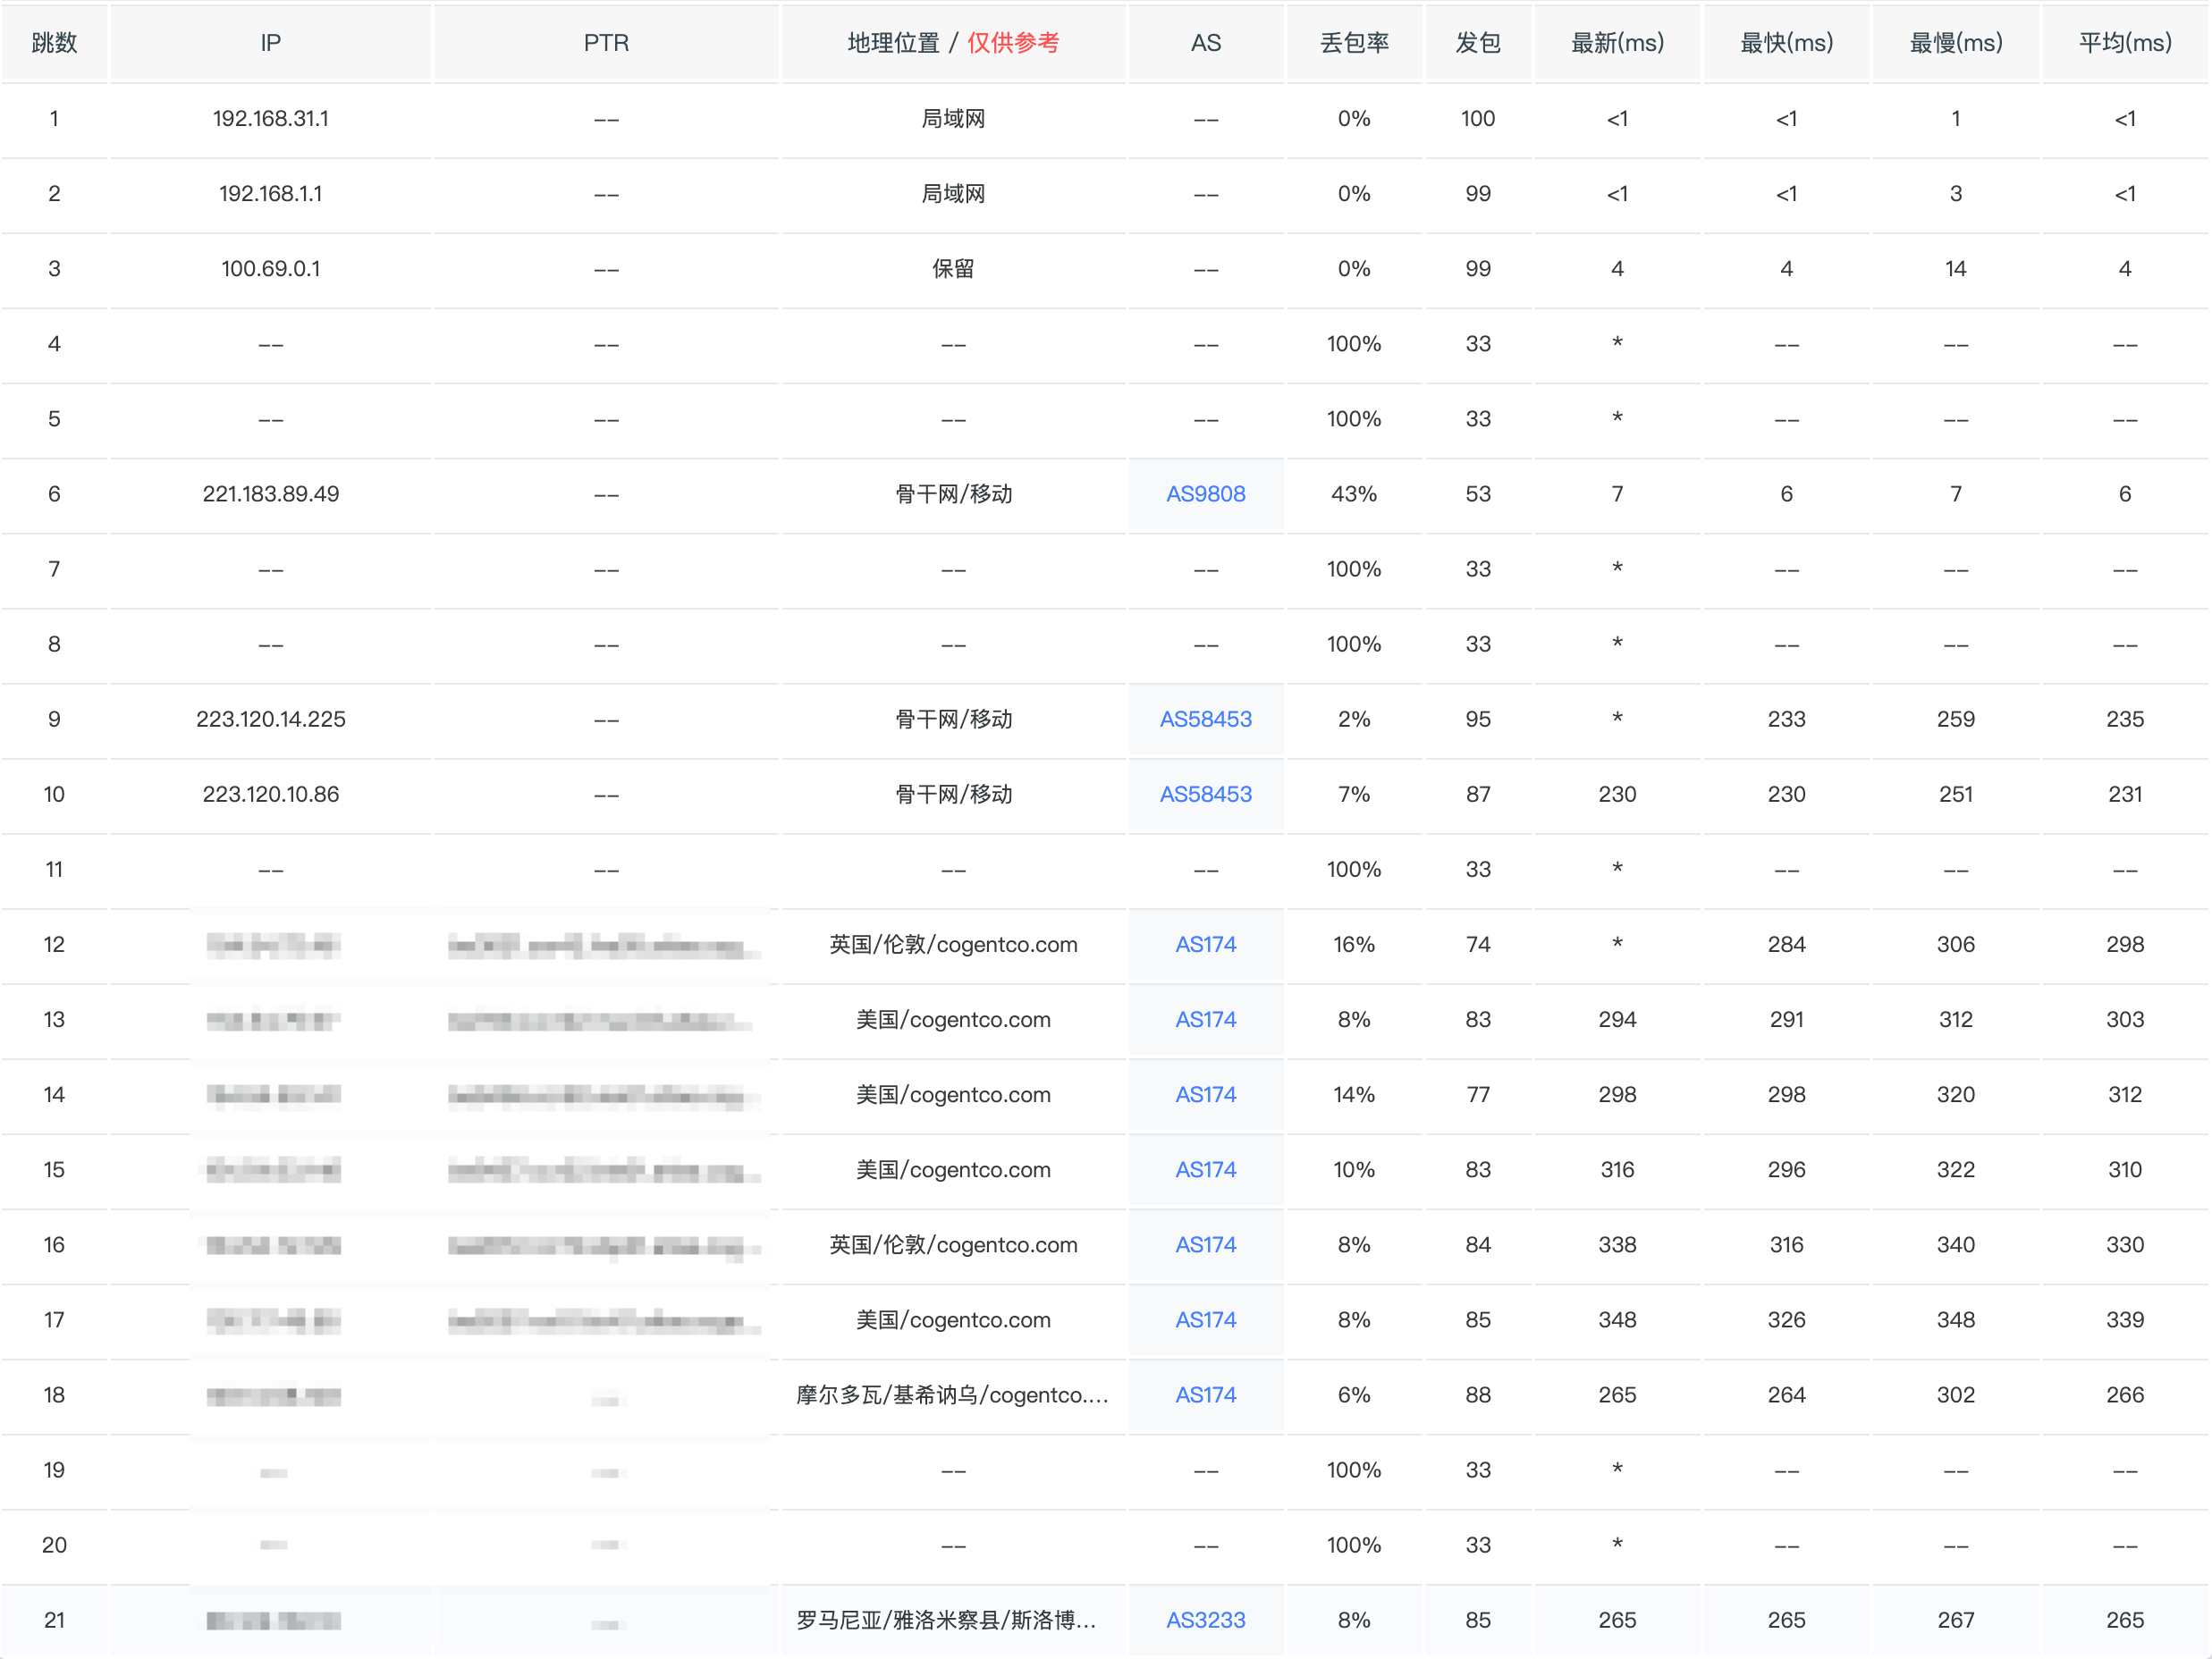 跳数 IP PTR 地理位置 / 仅供参考 AS 丢包率 发包 最新(ms) 最快(ms) 最慢(ms) 平均(ms)
1 192.168.31.1 –– 局域网 –– 0% 100 <1 <1 1 <1
2 192.168.1.1 –– 局域网 –– 0% 99 <1 <1 3 <1
3 100.69.0.1 –– 保留 –– 0% 99 4 4 14 4
4 –– –– –– –– 100% 33 * –– –– ––
5 –– –– –– –– 100% 33 * –– –– ––
6 221.183.89.49 –– 骨干网/移动 AS9808 43% 53 7 6 7 6
7 –– –– –– –– 100% 33 * –– –– ––
8 –– –– –– –– 100% 33 * –– –– ––
9 223.120.14.225 –– 骨干网/移动 AS58453 2% 95 * 233 259 235
10 223.120.10.86 –– 骨干网/移动 AS58453 7% 87 230 230 251 231
11 –– –– –– –– 100% 33 * –– –– ––
12 英国/伦敦/cogentco.com AS174 16% 74 * 284 306 298
13 美国/cogentco.com AS174 8% 83 294 291 312 303
14 美国/cogentco.com AS174 14% 77 298 298 320 312
15 美国/cogentco.com AS174 10% 83 316 296 322 310
16 英国/伦敦/cogentco.com AS174 8% 84 338 316 340 330
17 美国/cogentco.com AS174 8% 85 348 326 348 339
18 摩尔多瓦/基希讷乌/cogentco.... AS174 6% 88 265 264 302 266
19 –– –– 100% 33 * –– –– ––
20 –– –– 100% 33 * –– –– ––
21 罗马尼亚/雅洛米察县/斯洛博... AS3233 8% 85 265 265 267 265